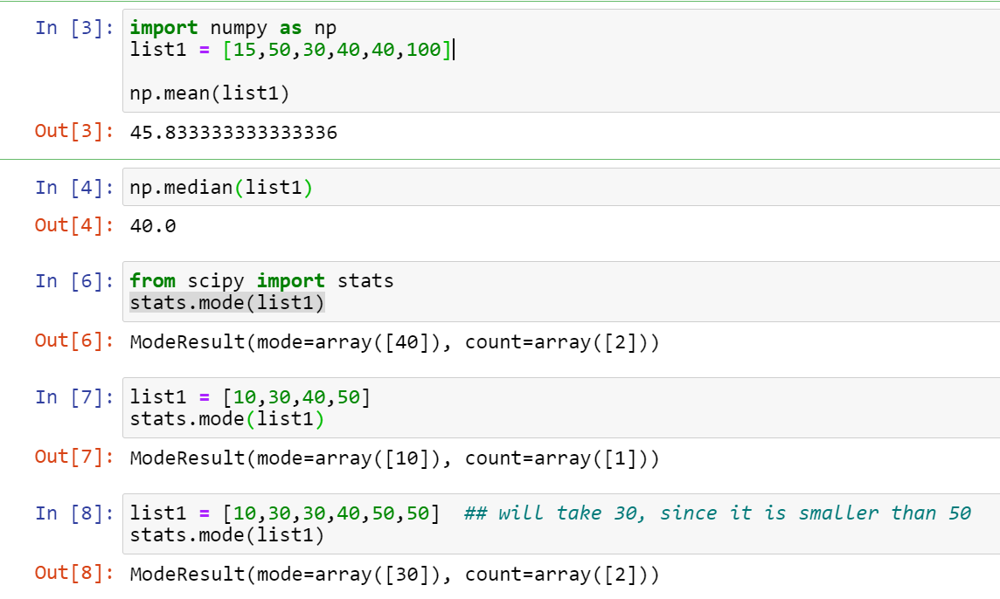 In [3]: import numpy as np
list1 = [15,50,30,40,40,100]
np.mean(list1)
Out[3]: 45.833333333333336
In [4]: np.median(list1)
Out[4]: 40.0
In [6]: from scipy import stats
stats.mode(list1)
Out[6]: ModeResult(mode=array([40]), count=array([2]))
In [7]: list1 = [10,30,40,50]
stats.mode(list1)
Out[7]: ModeResult(mode=array([10]), count=array([1]))
In [8]: list1 = [10,30,30,40,50,50]  ## will take 30, since it is smaller than 50
stats.mode(list1)
Out[8]: ModeResult(mode=array([30]), count=array([2]))